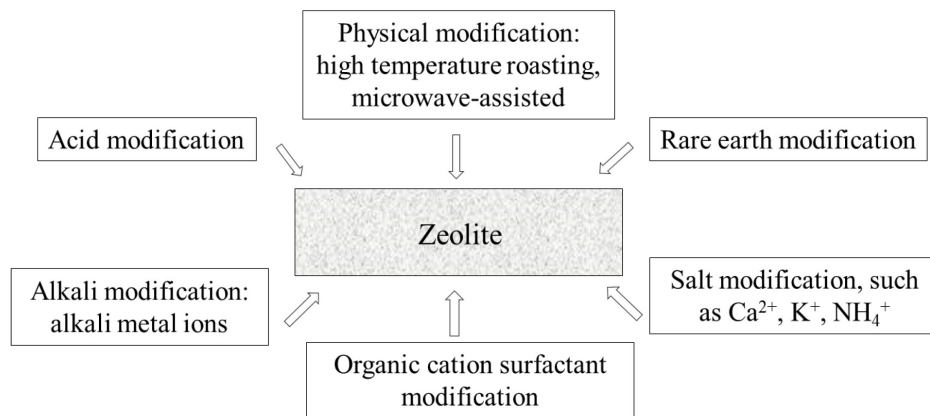 Physical modification:
high temperature roasting,
microwave-assisted
Acid modification
Rare earth modification
Zeolite
Alkali modification:
alkali metal ions
Salt modification, such
as Ca²⁺, K⁺, NH₄⁺
Organic cation surfactant
modification